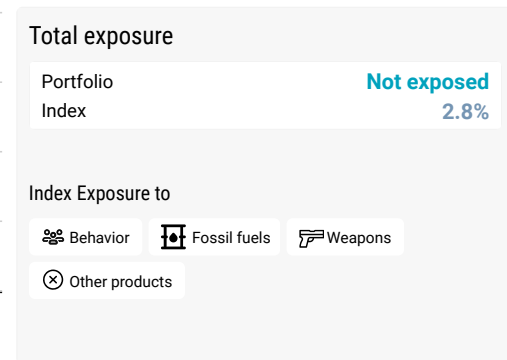 Total exposure
Portfolio Not exposed
Index 2.8%
Index Exposure to
Behavior Fossil fuels Weapons
Other products